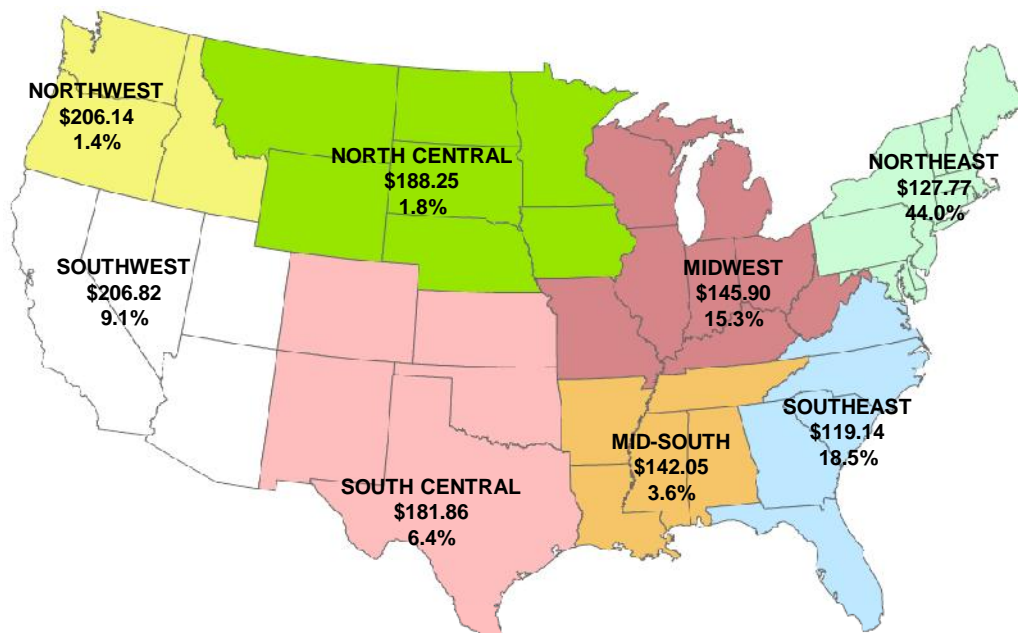 NORTHWEST
$206.14
1.4%
NORTH CENTRAL
$188.25
1.8%
NORTHEAST
$127.77
44.0%
SOUTHWEST
$206.82
9.1%
MIDWEST
$145.90
15.3%
SOUTHEAST
$119.14
18.5%
MID-SOUTH
$142.05
3.6%
SOUTH CENTRAL
$181.86
6.4%